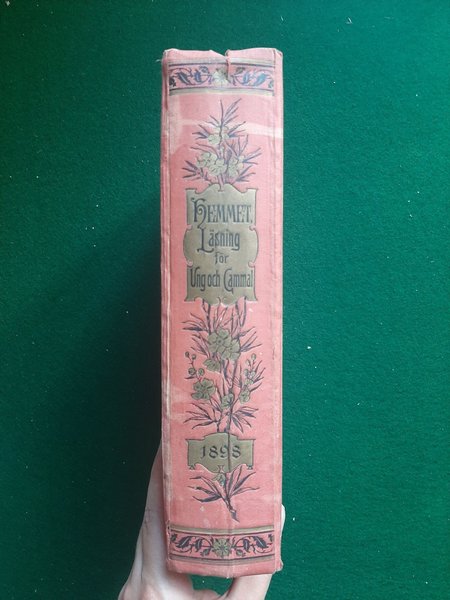 HEMMET.
Läsning
för
Ung och Gammal
1898